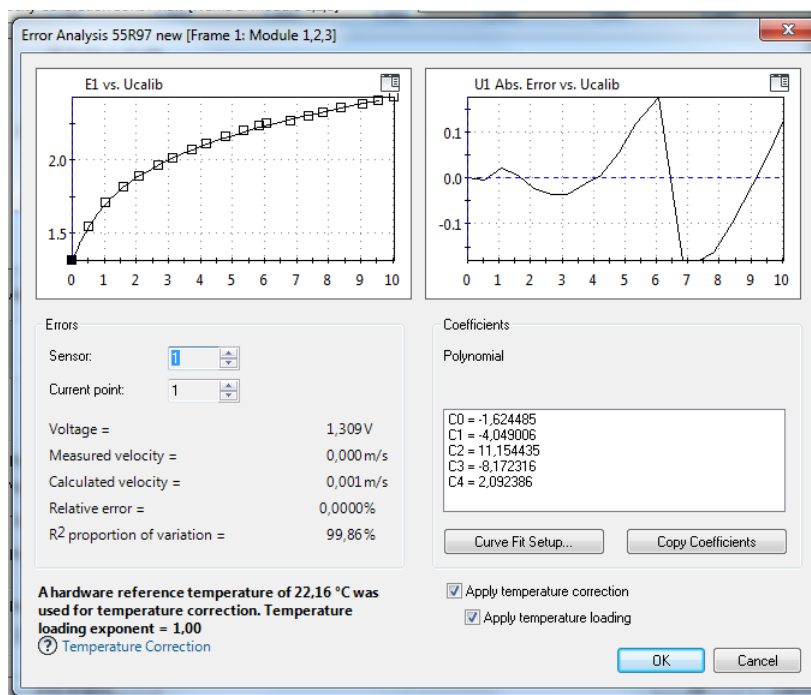 Error Analysis 55R97 new [Frame 1: Module 1,2,3]
E1 vs. Ucalib
2.0
1.5
0 1 2 3 4 5 6 7 8 9 10
U1 Abs. Error vs. Ucalib
0.1
0.0
-0.1
0 1 2 3 4 5 6 7 8 9 10
Errors
Sensor: 1
Current point: 1
Voltage = 1,309 V
Measured velocity = 0,000 m/s
Calculated velocity = 0,001 m/s
Relative error = 0,0000%
R2 proportion of variation = 99,86%
Coefficients
Polynomial
C0 = -1,624485
C1 = -4,049006
C2 = 11,154435
C3 = -8,172316
C4 = 2,092386
Curve Fit Setup... Copy Coefficients
A hardware reference temperature of 22,16 °C was
used for temperature correction. Temperature
loading exponent = 1,00
? Temperature Correction
Apply temperature correction
Apply temperature loading
OK Cancel